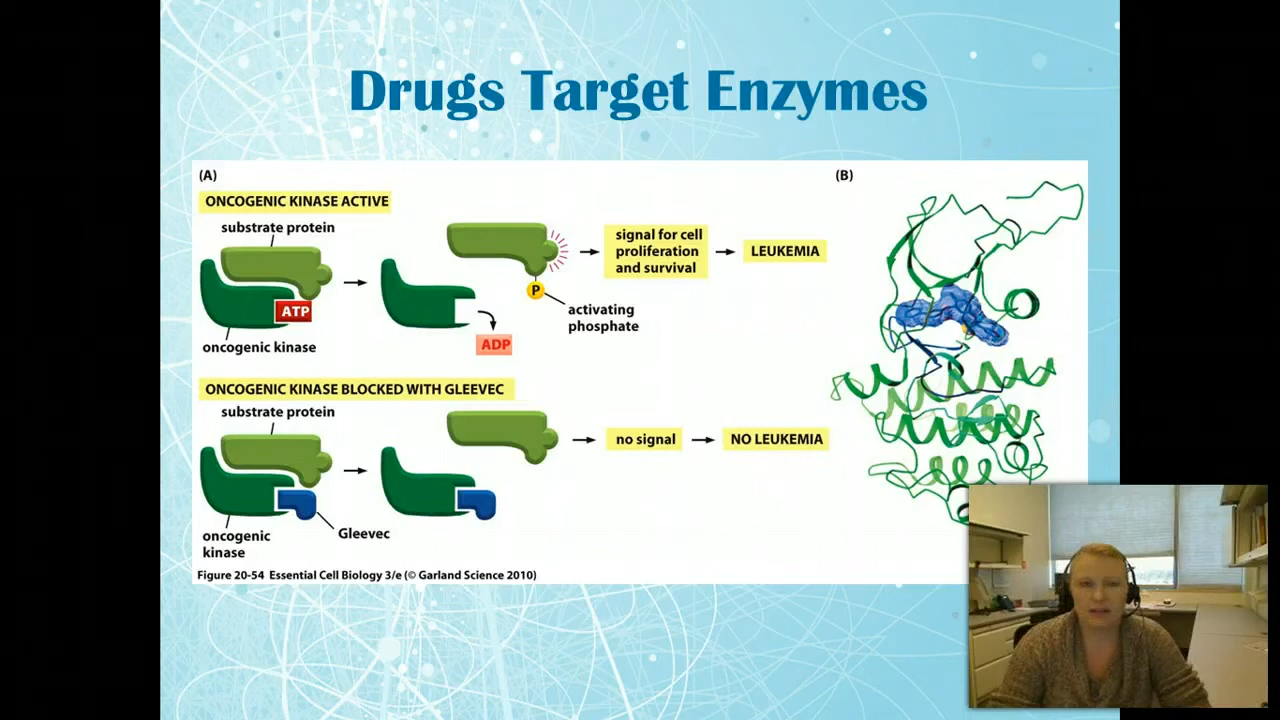 Drugs Target Enzymes
(A)
ONCOGENIC KINASE ACTIVE
substrate protein
ATP
oncogenic kinase
ADP
P
activating
phosphate
signal for cell
proliferation
and survival
LEUKEMIA
ONCOGENIC KINASE BLOCKED WITH GLEEVEC
substrate protein
oncogenic
kinase
Gleevec
no signal
NO LEUKEMIA
(B)
Figure 20-54 Essential Cell Biology 3/e (© Garland Science 2010)